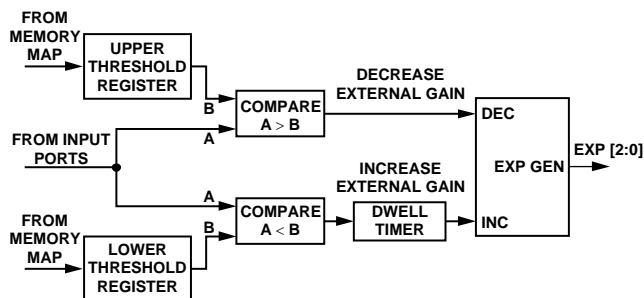 FROM
MEMORY
MAP
UPPER
THRESHOLD
REGISTER
B
COMPARE
A > B
A
DECREASE
EXTERNAL GAIN
DEC
FROM INPUT
PORTS
EXP GEN
EXP [2:0]
INCREASE
EXTERNAL GAIN
A
COMPARE
A < B
B
DWELL
TIMER
INC
FROM
MEMORY
MAP
LOWER
THRESHOLD
REGISTER